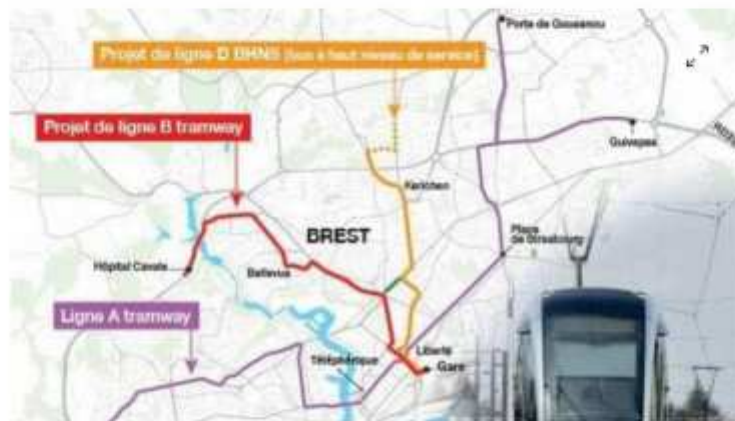 Porte de Gouesnou
Projet de ligne D BHNS (bus à haut niveau de service)
Projet de ligne B tramway
Guipavas
Kerichen
BREST
Place
de Strasbourg
Hôpital Cavale
Bellevue
Ligne A tramway
Liberté
Téléphérique
Gare